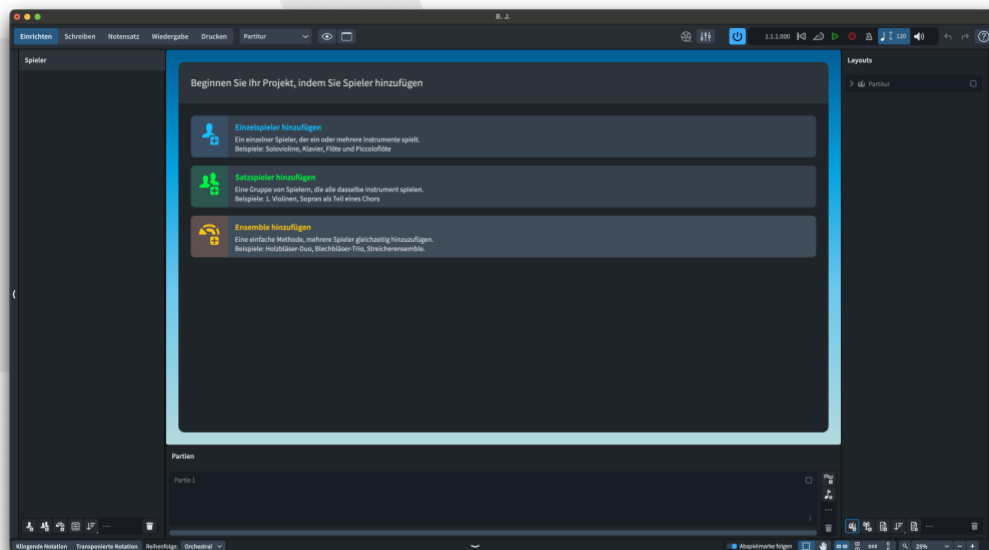 B. J.
Einrichten Schreiben Notensatz Wiedergabe Drucken Partitur 1.1.1.000 120
Spieler
Layouts
Beginnen Sie Ihr Projekt, indem Sie Spieler hinzufügen
Partitur
Einzelspieler hinzufügen
Ein einzelner Spieler, der ein oder mehrere Instrumente spielt.
Beispiele: Solovioline, Klavier, Flöte und Piccoloflöte
Satzspieler hinzufügen
Eine Gruppe von Spielern, die alle dasselbe Instrument spielen.
Beispiele: 1. Violinen, Sopran als Teil eines Chors
Ensemble hinzufügen
Eine einfache Methode, mehrere Spieler gleichzeitig hinzuzufügen.
Beispiele: Holzbläser-Duo, Blechbläser-Trio, Streicherensemble.
Partien
Partie 1
1
Klingende Notation Transponierte Notation Reihenfolge: Orchestral Abspielmarke folgen 25%